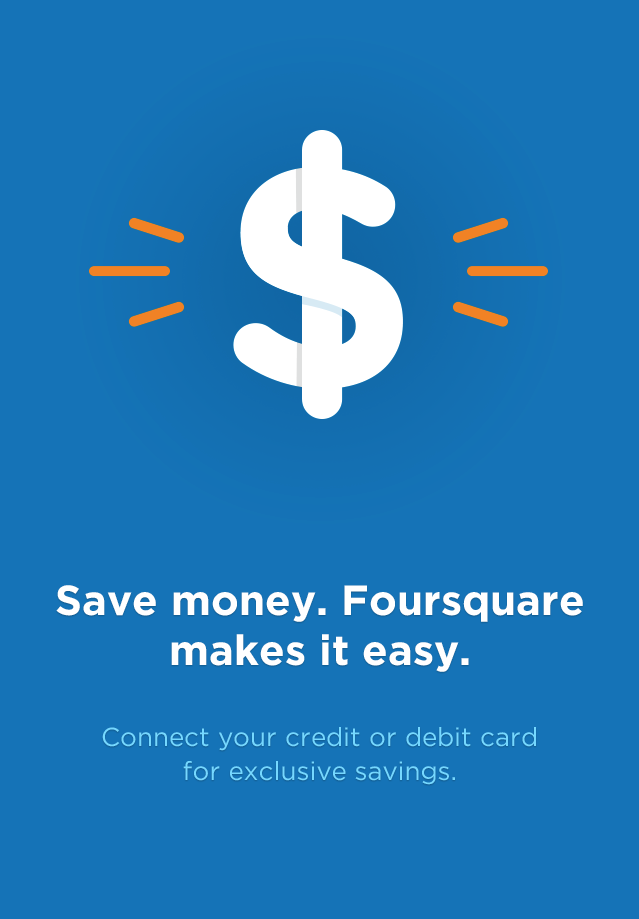 $
Save money. Foursquare
makes it easy.
Connect your credit or debit card
for exclusive savings.